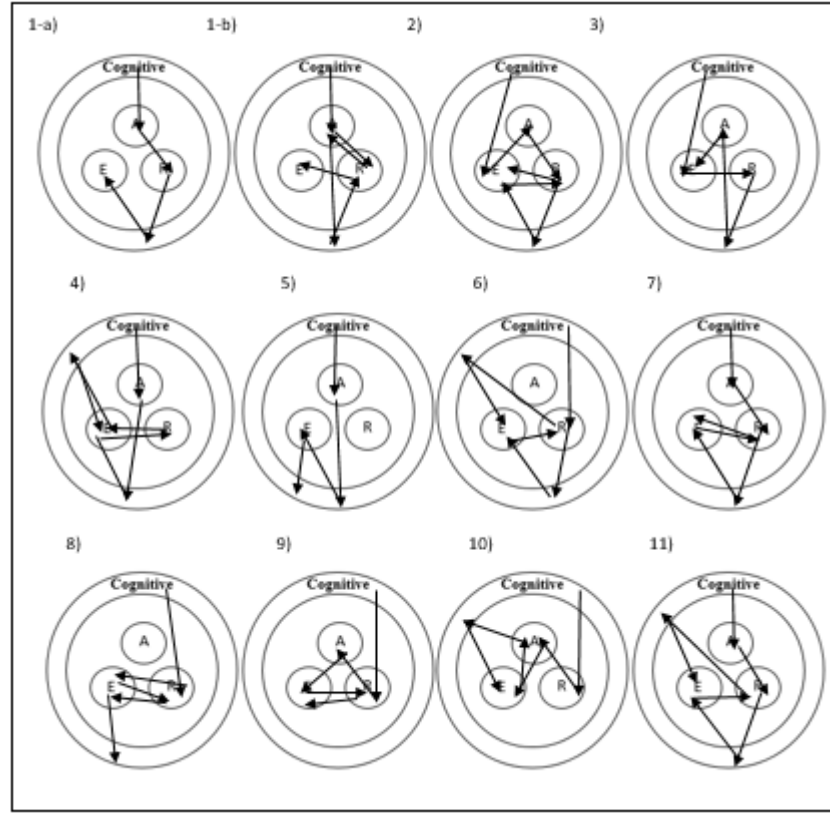 1-a) 1-b) 2) 3)
Cognitive Cognitive Cognitive Cognitive
A A A
E R E R E R E R
4) 5) 6) 7)
Cognitive Cognitive Cognitive Cognitive
A A A A
E R E R E R R
8) 9) 10) 11)
Cognitive Cognitive Cognitive Cognitive
A A A A
E R E R E R E R